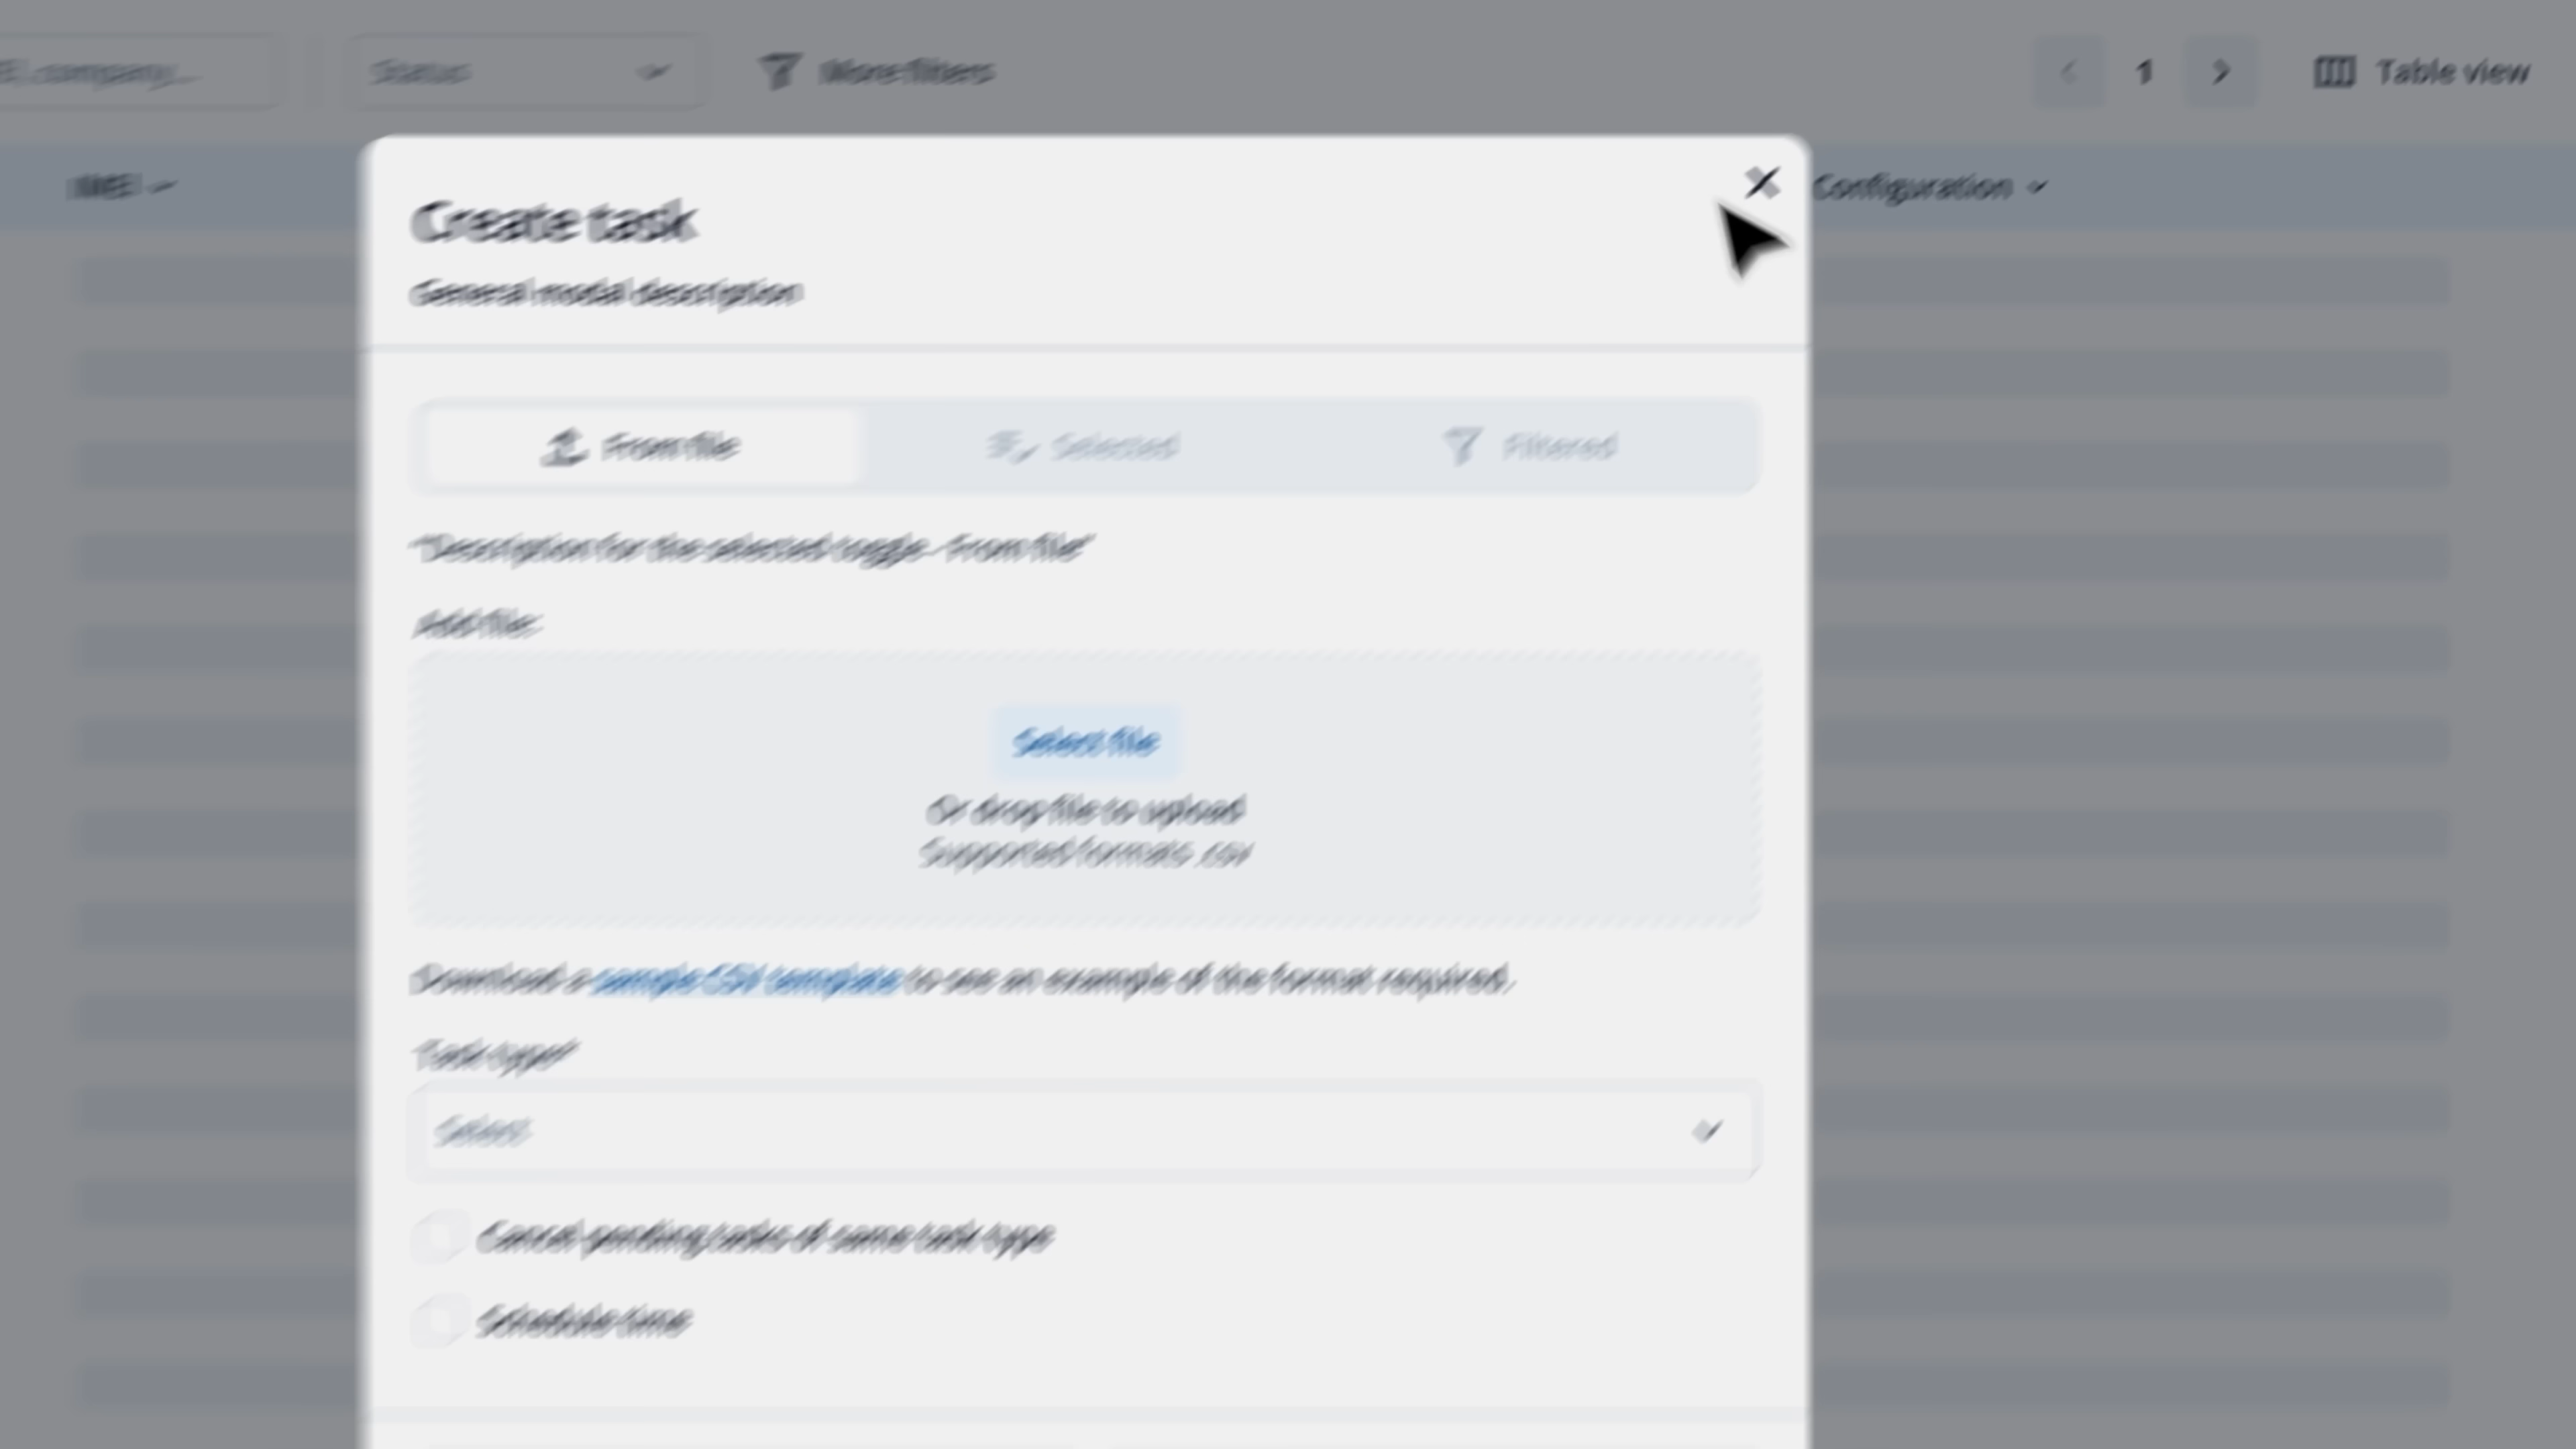 company...
Status
More filters
1
Table view
IMEI
Configuration
Create task
General modal description
From file
Selected
Filtered
"Description for the selected toggle - From file"
Add file:
Select file
Or drop file to upload
Supported formats: .csv
Download a sample CSV template to see an example of the format required.
Task type*
Select
Cancel pending tasks of same task type
Schedule time